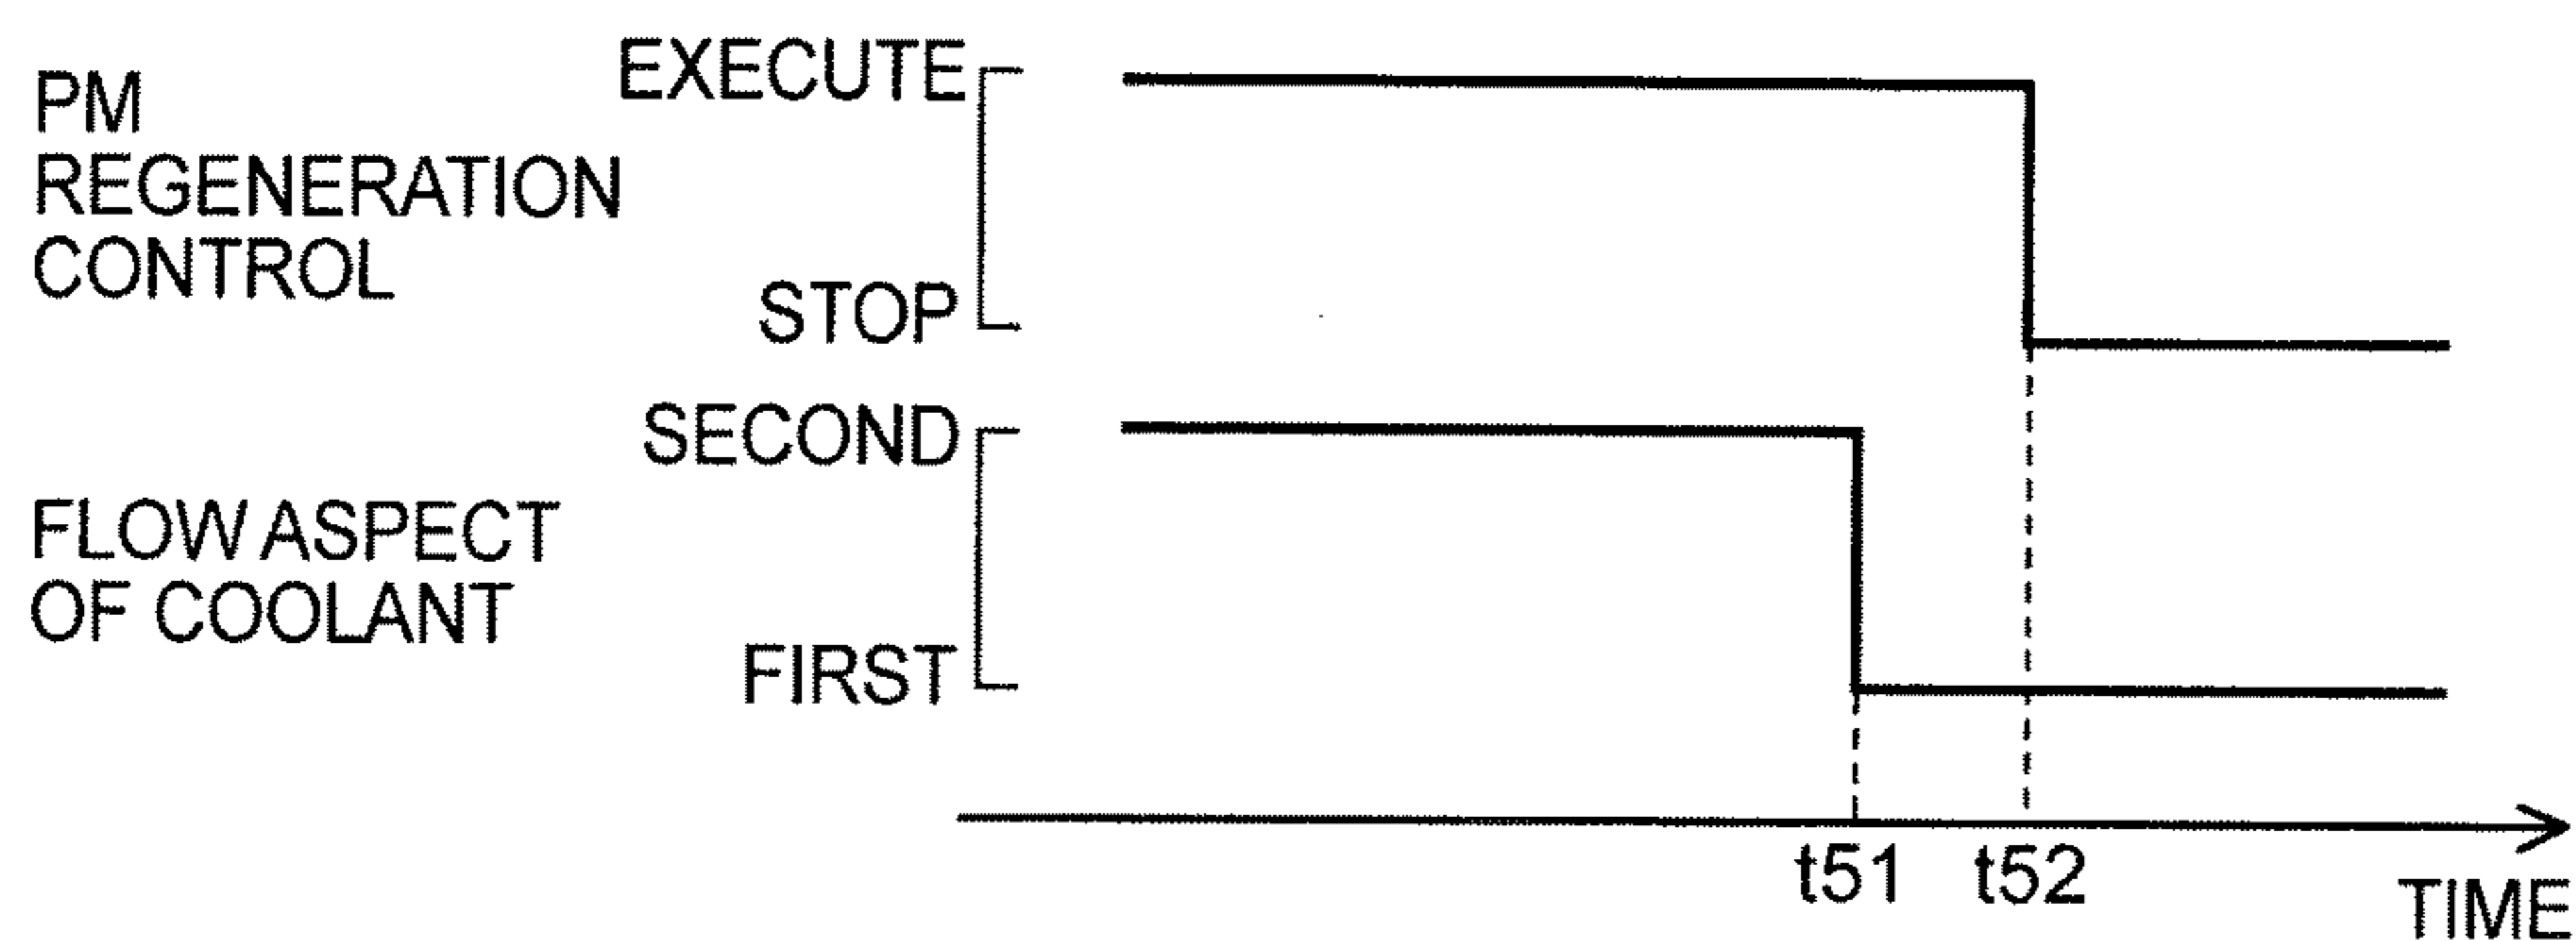 PM
REGENERATION
CONTROL
EXECUTE
STOP
FLOW ASPECT
OF COOLANT
SECOND
FIRST
t51
t52
TIME